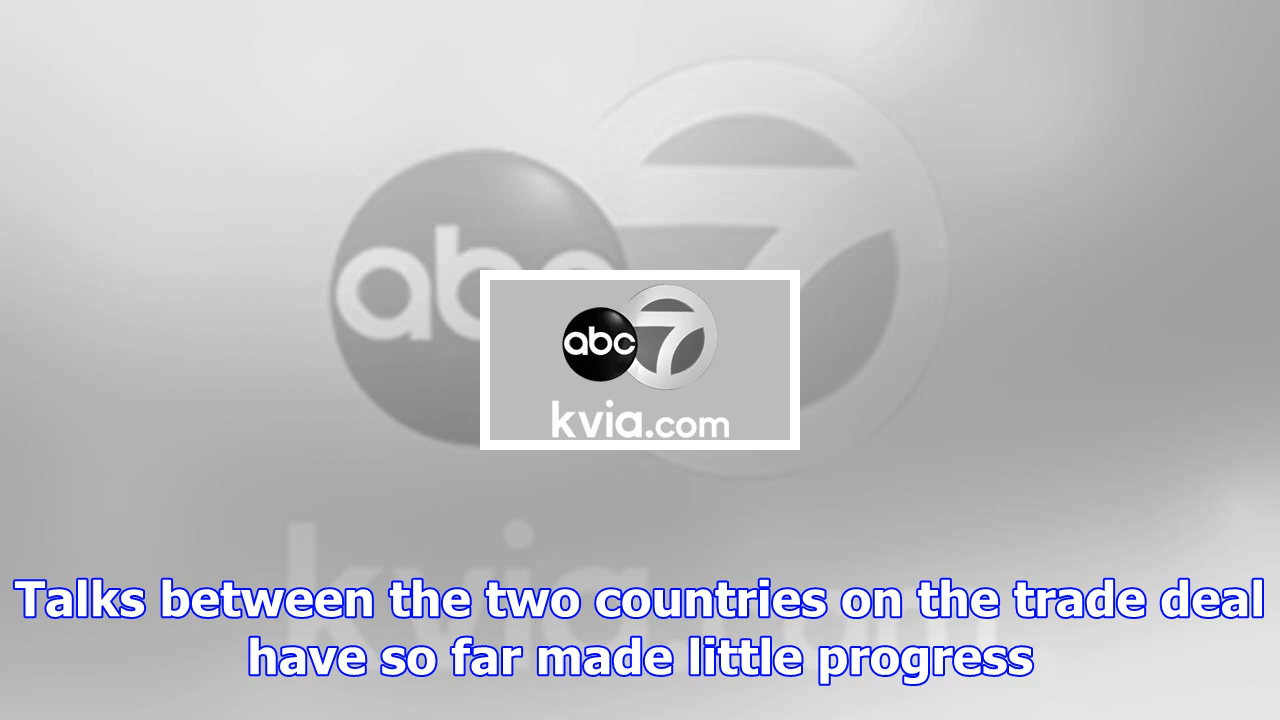 abc 7
kvia.com
Talks between the two countries on the trade deal
have so far made little progress